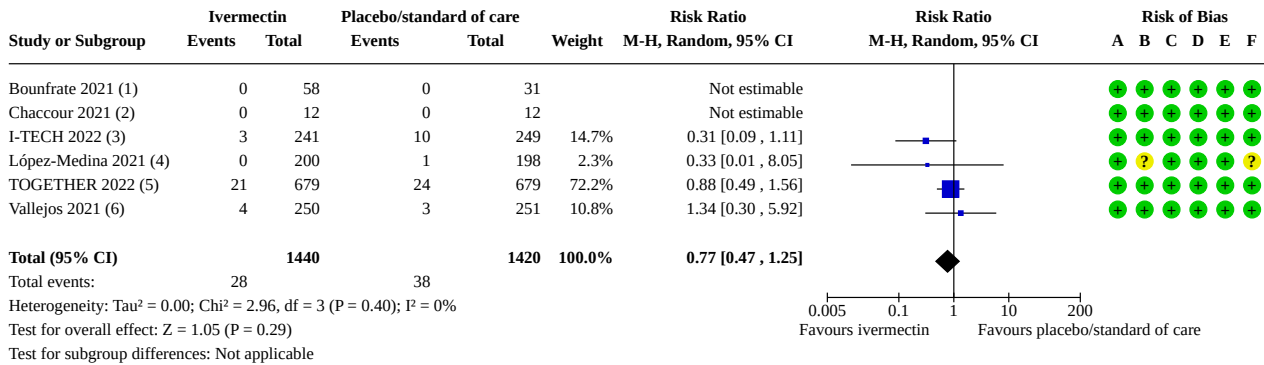 Ivermectin Placebo/standard of care Risk Ratio Risk Ratio Risk of Bias
Study or Subgroup Events Total Events Total Weight M-H, Random, 95% CI M-H, Random, 95% CI A B C D E F
Bounfrate 2021 (1) 0 58 0 31 Not estimable + + + + + +
Chaccour 2021 (2) 0 12 0 12 Not estimable + + + + + +
I-TECH 2022 (3) 3 241 10 249 14.7% 0.31 [0.09 , 1.11] + + + + + +
López-Medina 2021 (4) 0 200 1 198 2.3% 0.33 [0.01 , 8.05] + ? + + + ?
TOGETHER 2022 (5) 21 679 24 679 72.2% 0.88 [0.49 , 1.56] + + + + + +
Vallejos 2021 (6) 4 250 3 251 10.8% 1.34 [0.30 , 5.92] + + + + + +
Total (95% CI) 1440 1420 100.0% 0.77 [0.47 , 1.25]
Total events: 28 38
Heterogeneity: Tau² = 0.00; Chi² = 2.96, df = 3 (P = 0.40); I² = 0%
0.005 0.1 1 10 200
Test for overall effect: Z = 1.05 (P = 0.29)
Favours ivermectin Favours placebo/standard of care
Test for subgroup differences: Not applicable